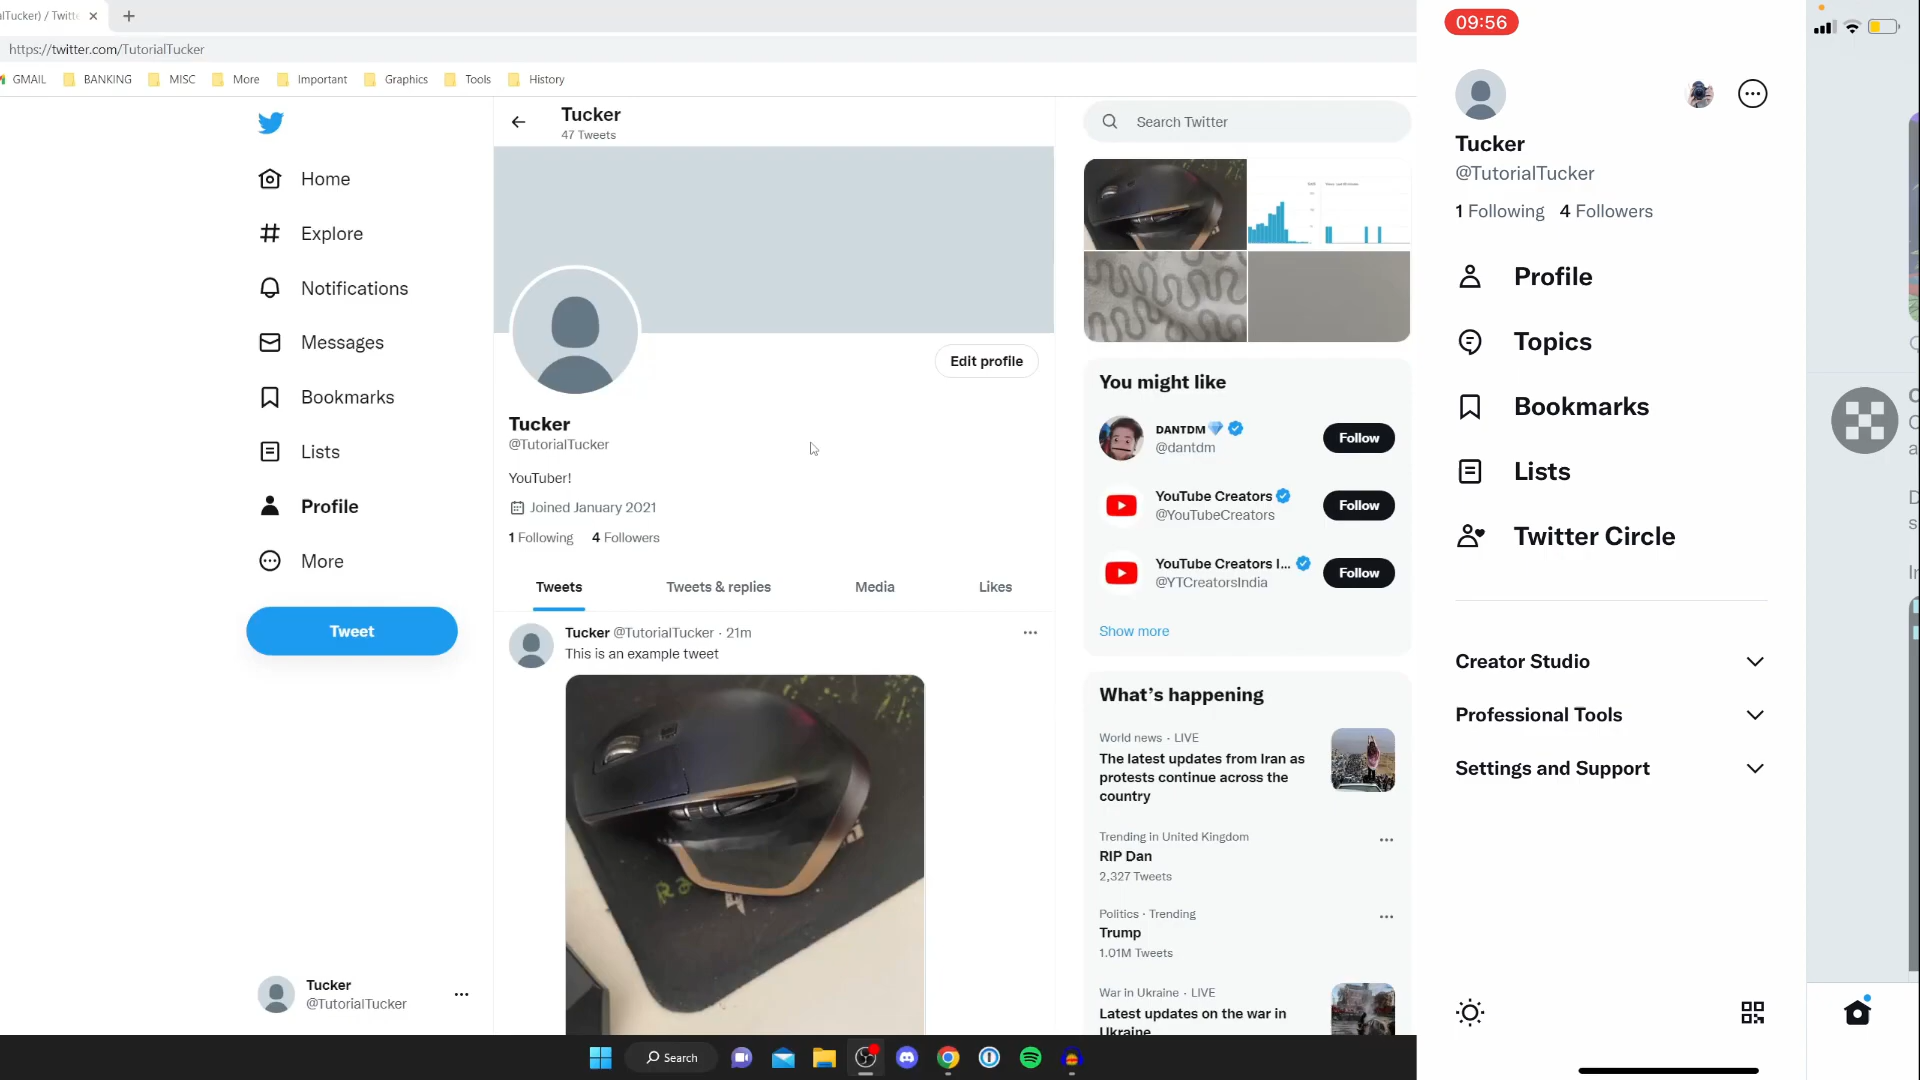 alTucker) / Twitt
https://twitter.com/TutorialTucker
GMAIL
BANKING
MISC
More
Important
Graphics
Tools
History
Home
Explore
Notifications
Messages
Bookmarks
Lists
Profile
More
Tweet
Tucker
@TutorialTucker
Tucker
47 Tweets
Edit profile
Tucker
@TutorialTucker
YouTuber!
Joined January 2021
1 Following 4 Followers
Tweets
Tweets & replies
Media
Likes
Tucker @TutorialTucker · 21m
This is an example tweet
Search Twitter
You might like
DANTDM
@dantdm
Follow
YouTube Creators
@YouTubeCreators
Follow
YouTube Creators I...
@YTCreatorsIndia
Follow
Show more
What's happening
World news · LIVE
The latest updates from Iran as
protests continue across the
country
Trending in United Kingdom
RIP Dan
2,327 Tweets
Politics · Trending
Trump
1.01M Tweets
War in Ukraine · LIVE
Latest updates on the war in
Ukraine
Search
09:56
Tucker
@TutorialTucker
1 Following 4 Followers
Profile
Topics
Bookmarks
Lists
Twitter Circle
Creator Studio
Professional Tools
Settings and Support